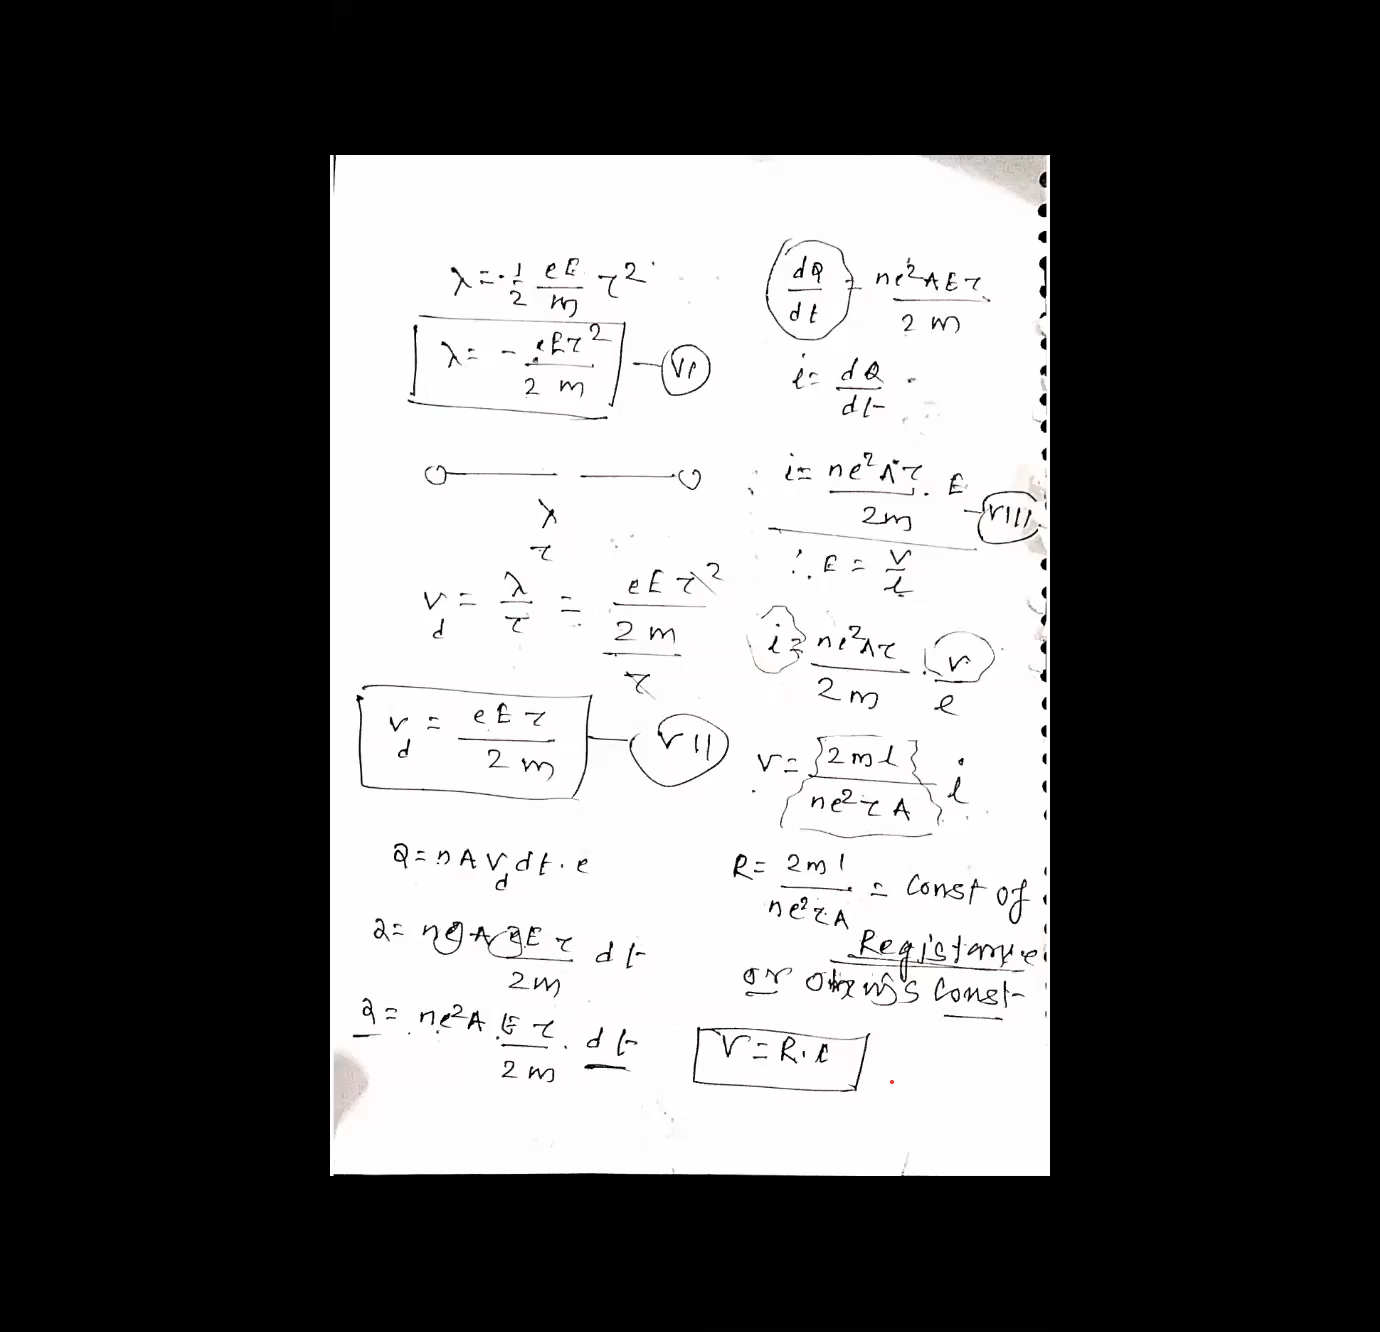 λ = -1/2 eE/m τ²
λ = - eEτ²/2m — VI
λ
τ
v_d = λ/τ = eEτ²/2m/τ
v_d = eEτ/2m — VII
Q = nAv_d dt·e
Q = neA eEτ/2m dt
Q = ne²A Eτ/2m · dt
dQ/dt = ne²AEτ/2m
i = dQ/dt
i = ne²Aτ/2m · E — VIII
∴ E = V/l
i = ne²Aτ/2m · V/l
V = {2ml/ne²τA} i
R = 2ml/ne²τA = Const of
Registance
or Ohm's Const
V = R·i